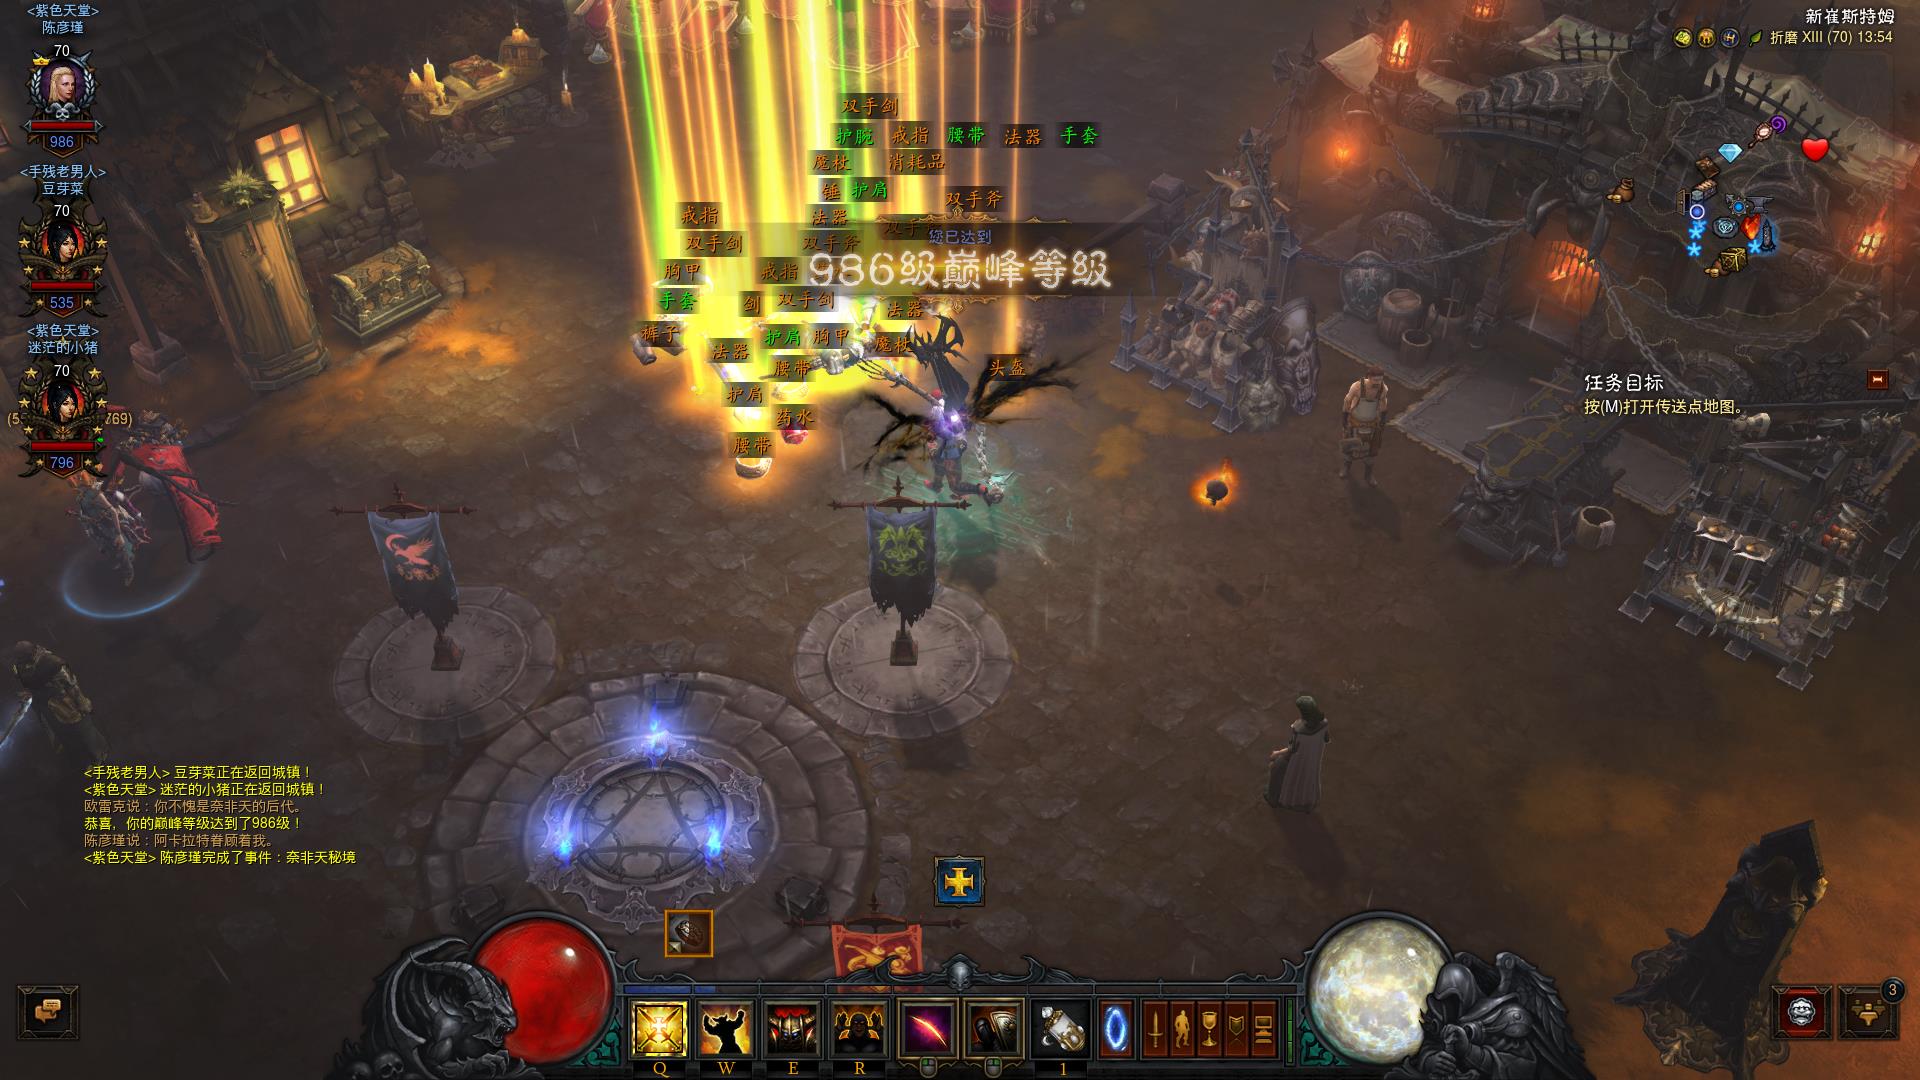 <紫色天堂>
陈彦瑾
70
986
<手残老男人>
豆芽菜
70
535
<紫色天堂>
迷茫的小猪
70
796
新崔斯特姆
折磨 XIII (70) 13:54
双手剑
护腕 戒指 腰带 法器 手套
魔杖 消耗品
锤 护肩
双手斧
戒指 法器
双手剑 双手斧
您已达到
986级巅峰等级
胸甲 戒指
手套 剑 双手剑 法器
裤子 法器 护肩 胸甲 魔杖
腰带 头盔
护肩
药水
腰带
任务目标
按(M)打开传送点地图。
<手残老男人> 豆芽菜正在返回城镇！
<紫色天堂> 迷茫的小猪正在返回城镇！
欧雷克说：你不愧是奈非天的后代。
恭喜，你的巅峰等级达到了986级！
陈彦瑾说：阿卡拉特眷顾着我。
<紫色天堂> 陈彦瑾完成了事件：奈非天秘境
3
Q W E R 1